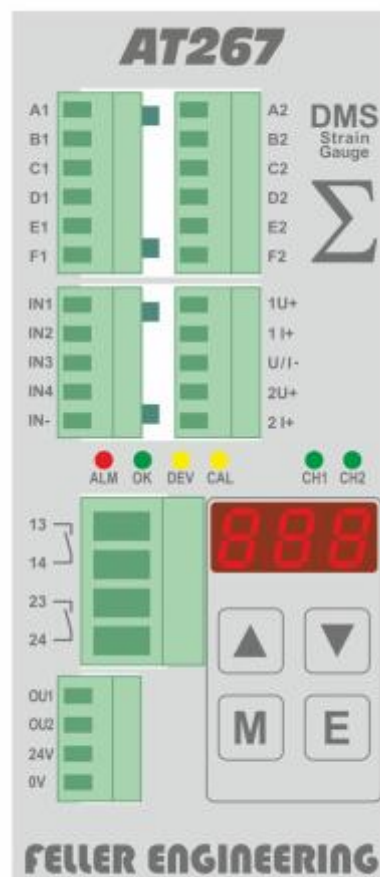 AT267
A1 A2 DMS
B1 B2 Strain
C1 C2 Gauge
D1 D2 Σ
E1 E2
F1 F2
IN1 1U+
IN2 1 I+
IN3 U/I-
IN4 2U+
IN- 2 I+
ALM OK DEV CAL CH1 CH2
13 888
14
23
24
M E
OU1
OU2
24V
0V
FELLER ENGINEERING